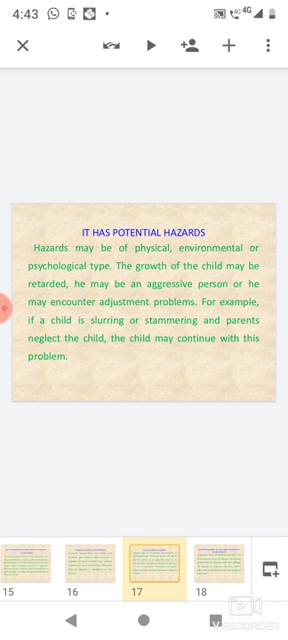 4:43
4G 4G
IT HAS POTENTIAL HAZARDS
Hazards may be of physical, environmental or
psychological type. The growth of the child may be
retarded, he may be an aggressive person or he
may encounter adjustment problems. For example,
if a child is slurring or stammering and parents
neglect the child, the child may continue with this
problem.
15
16
17
18
V RECORDER